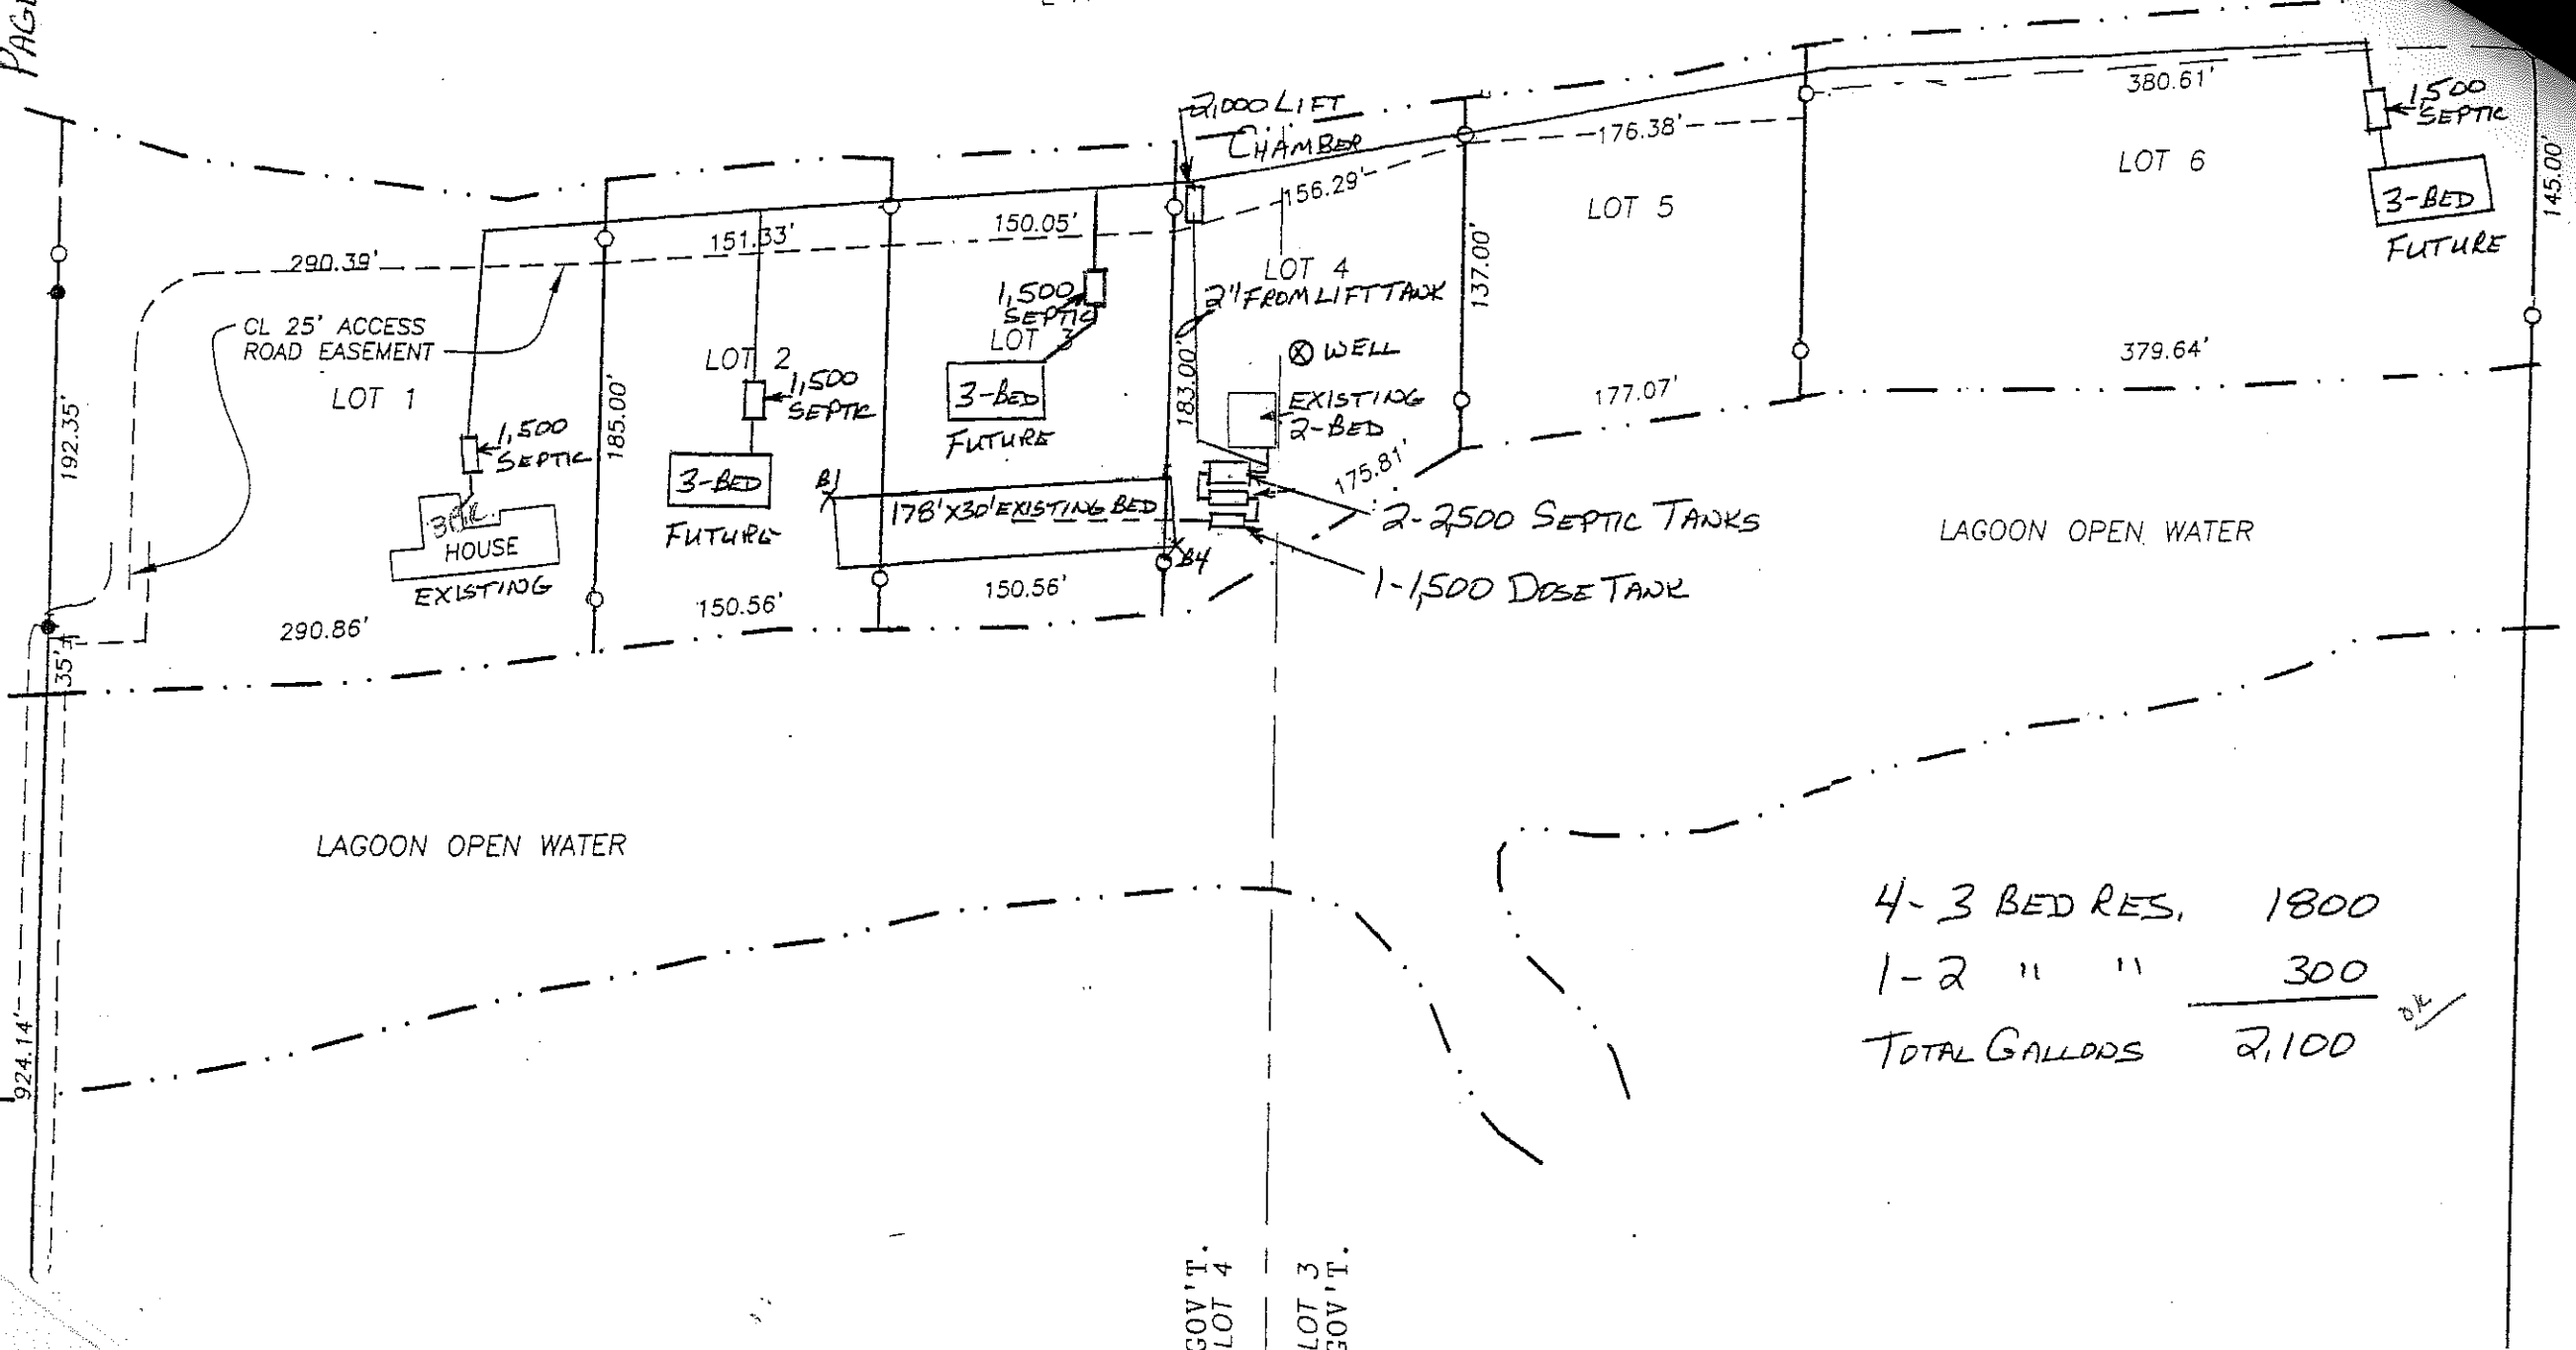 2,000 LIFT
CHAMBER
380.61'
1,500
SEPTIC
LOT 6
3-BED
FUTURE
145.00'
176.38'
LOT 5
156.29'
150.05'
151.33'
290.39'
137.00'
LOT 4
2" FROM LIFT TANK
1,500
SEPTIC
LOT 3
CL 25' ACCESS
ROAD EASEMENT
LOT 1
LOT 2
1,500
SEPTIC
3-BED
FUTURE
183.00'
WELL
EXISTING
2-BED
379.64'
177.07'
192.35'
185.00'
1,500
SEPTIC
3-BED
FUTURE
B1
178'X30' EXISTING BED
B4
175.81'
2-2,500 SEPTIC TANKS
1-1,500 DOSE TANK
LAGOON OPEN WATER
HOUSE
EXISTING
150.56'
150.56'
290.86'
35'
LAGOON OPEN WATER
4-3 BED RES. 1800
1-2 " " 300
TOTAL GALLONS 2,100
OK
924.14'
GOV'T.
LOT 4
LOT 3
GOV'T.